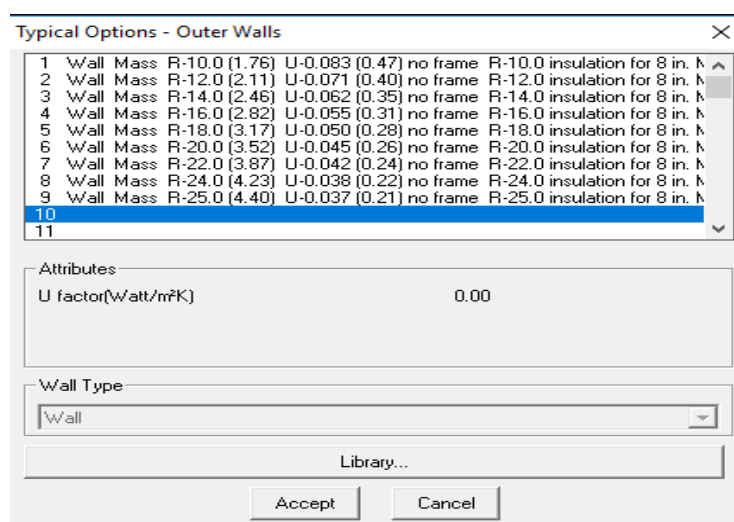 Typical Options - Outer Walls
1 Wall Mass R-10.0 (1.76) U-0.083 (0.47) no frame R-10.0 insulation for 8 in.
2 Wall Mass R-12.0 (2.11) U-0.071 (0.40) no frame R-12.0 insulation for 8 in.
3 Wall Mass R-14.0 (2.46) U-0.062 (0.35) no frame R-14.0 insulation for 8 in.
4 Wall Mass R-16.0 (2.82) U-0.055 (0.31) no frame R-16.0 insulation for 8 in.
5 Wall Mass R-18.0 (3.17) U-0.050 (0.28) no frame R-18.0 insulation for 8 in.
6 Wall Mass R-20.0 (3.52) U-0.045 (0.26) no frame R-20.0 insulation for 8 in.
7 Wall Mass R-22.0 (3.87) U-0.042 (0.24) no frame R-22.0 insulation for 8 in.
8 Wall Mass R-24.0 (4.23) U-0.038 (0.22) no frame R-24.0 insulation for 8 in.
9 Wall Mass R-25.0 (4.40) U-0.037 (0.21) no frame R-25.0 insulation for 8 in.
10
11
Attributes
U factor(Watt/m²K) 0.00
Wall Type
Wall
Library...
Accept Cancel